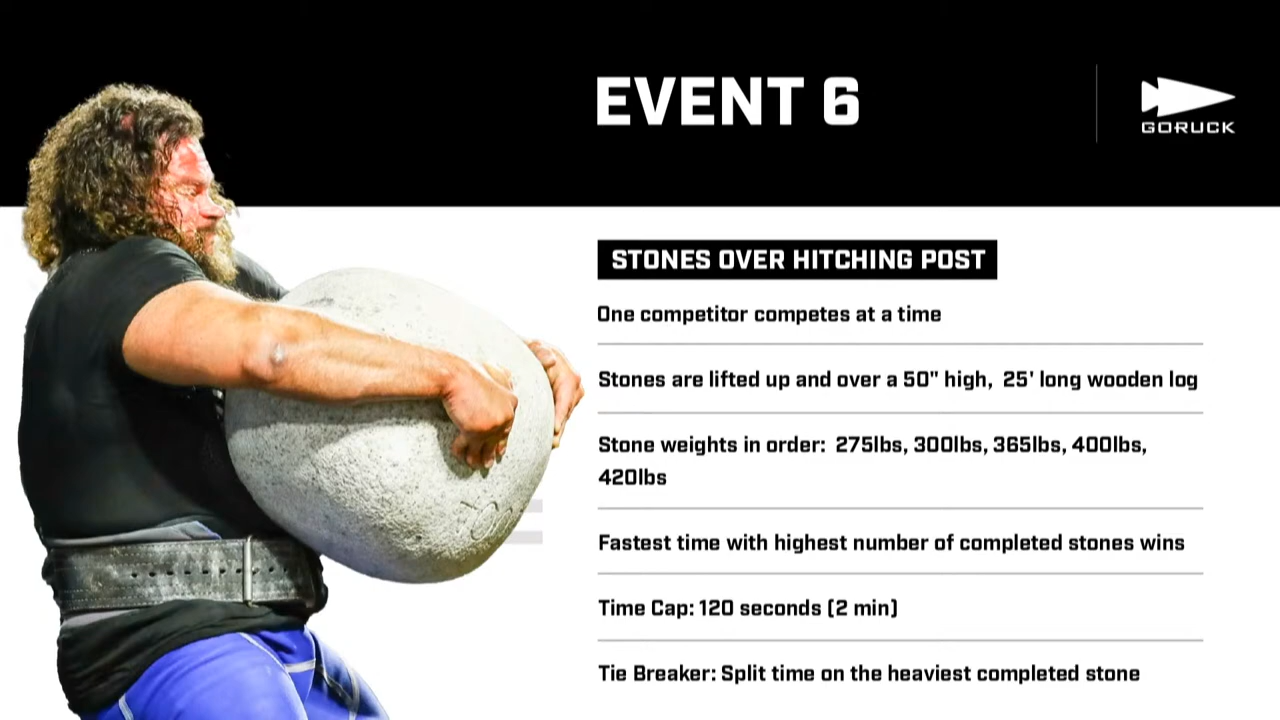 EVENT 6
GORUCK
STONES OVER HITCHING POST
One competitor competes at a time
Stones are lifted up and over a 50" high, 25' long wooden log
Stone weights in order: 275lbs, 300lbs, 365lbs, 400lbs,
420lbs
Fastest time with highest number of completed stones wins
Time Cap: 120 seconds (2 min)
Tie Breaker: Split time on the heaviest completed stone